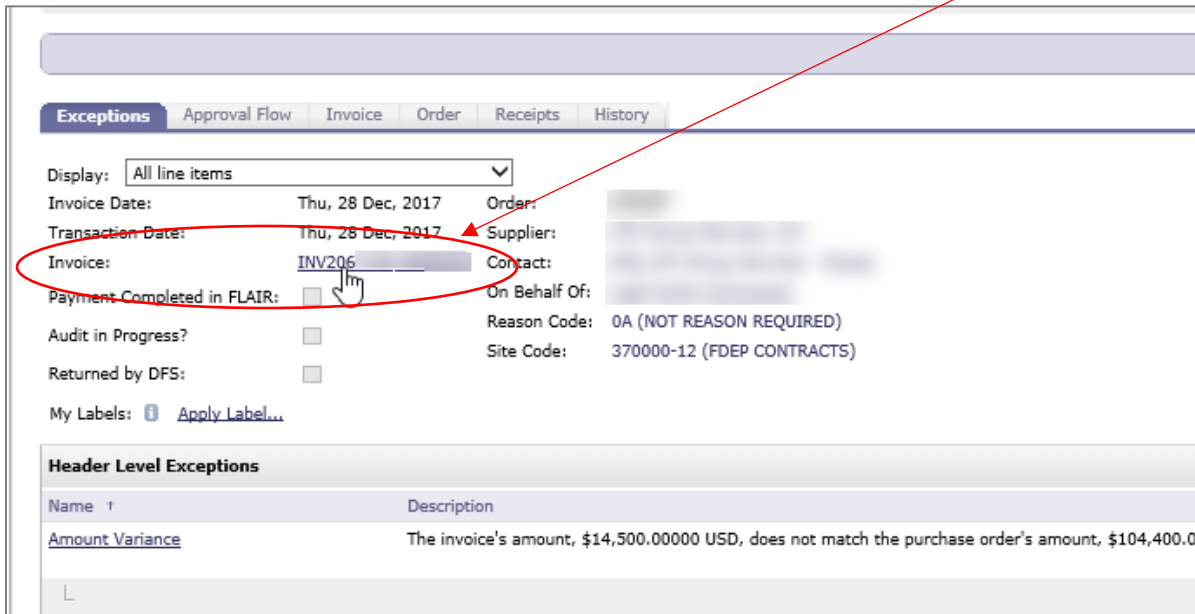 Exceptions Approval Flow Invoice Order Receipts History
Display: All line items
Invoice Date: Thu, 28 Dec, 2017 Order:
Transaction Date: Thu, 28 Dec, 2017 Supplier:
Invoice: INV206 Contact:
Payment Completed in FLAIR: On Behalf Of:
Reason Code: 0A (NOT REASON REQUIRED)
Audit in Progress?
Site Code: 370000-12 (FDEP CONTRACTS)
Returned by DFS:
My Labels: Apply Label...
Header Level Exceptions
Name ↑ Description
Amount Variance The invoice's amount, $14,500.00000 USD, does not match the purchase order's amount, $104,400.0